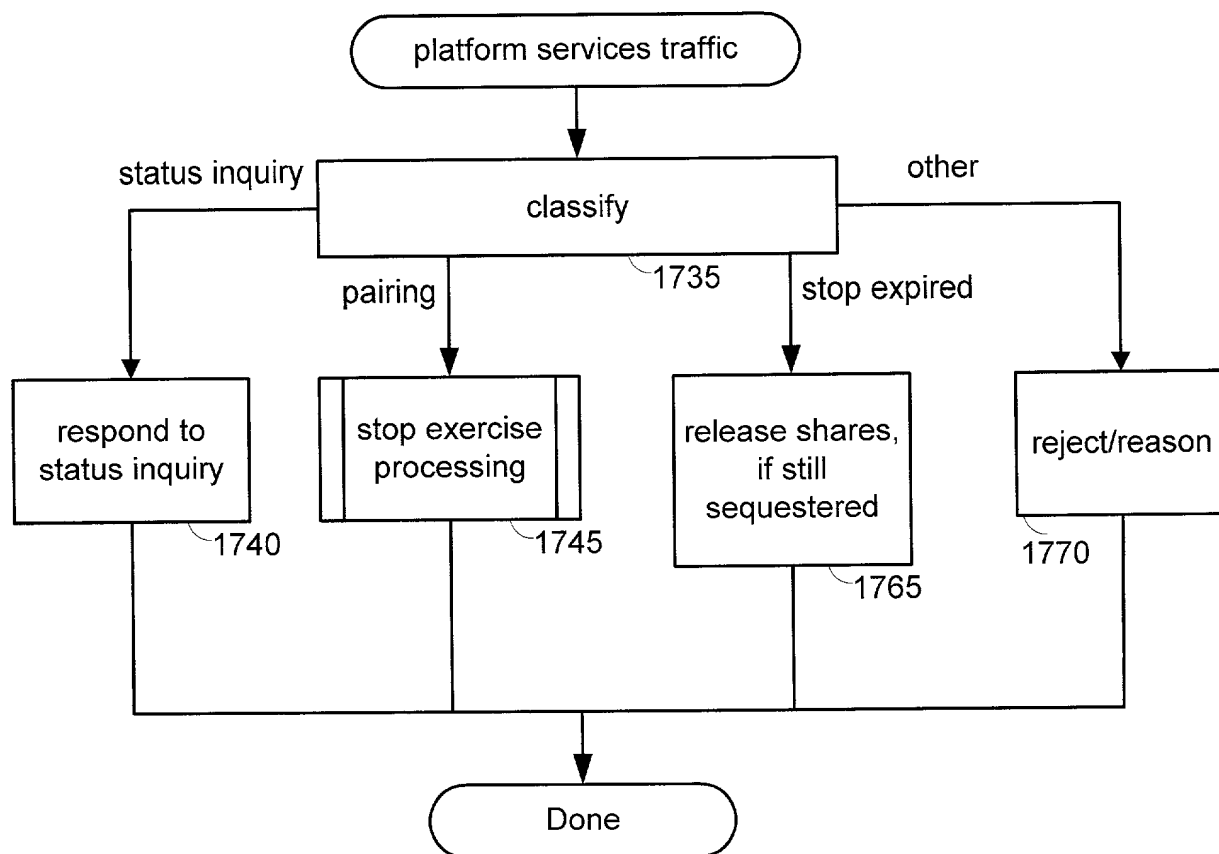 platform services traffic
status inquiry
other
classify
1735
pairing
stop expired
respond to
status inquiry
1740
stop exercise
processing
1745
release shares,
if still
sequestered
1765
reject/reason
1770
Done